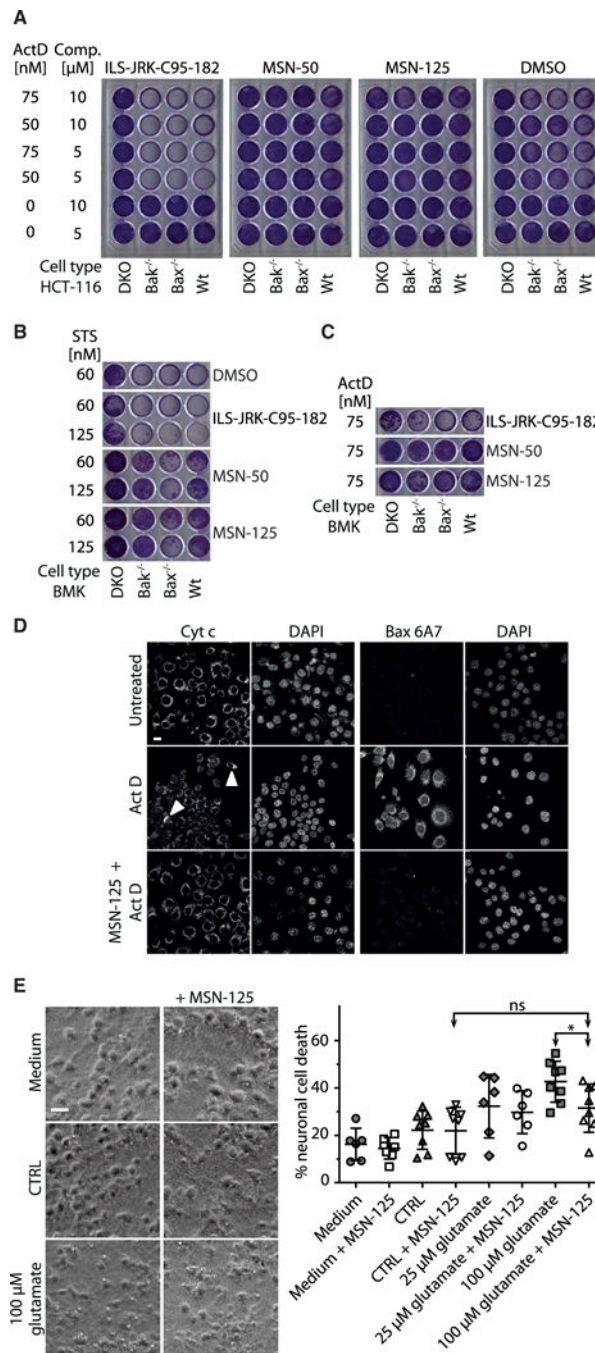 A
ActD Comp.
[nM] [µM]
ILS-JRK-C95-182 MSN-50 MSN-125 DMSO
75 10
50 10
75 5
50 5
0 10
0 5
Cell type
HCT-116
DKO Bak-/- Bax-/- Wt DKO Bak-/- Bax-/- Wt DKO Bak-/- Bax-/- Wt DKO Bak-/- Bax-/- Wt
B
STS
[nM]
60 DMSO
60
ILS-JRK-C95-182
125
60
MSN-50
125
60
MSN-125
125
Cell type
BMK
DKO Bak-/- Bax-/- Wt
C
ActD
[nM]
75 ILS-JRK-C95-182
75 MSN-50
75 MSN-125
Cell type
BMK
DKO Bak-/- Bax-/- Wt
D
Cyt c DAPI Bax 6A7 DAPI
Untreated
Act D
MSN-125 +
Act D
E
+ MSN-125
Medium
CTRL
100 µM
glutamate
% neuronal cell death
60
40
20
0
ns
*
Medium
Medium + MSN-125
CTRL
CTRL + MSN-125
25 µM glutamate
25 µM glutamate + MSN-125
100 µM glutamate
100 µM glutamate + MSN-125